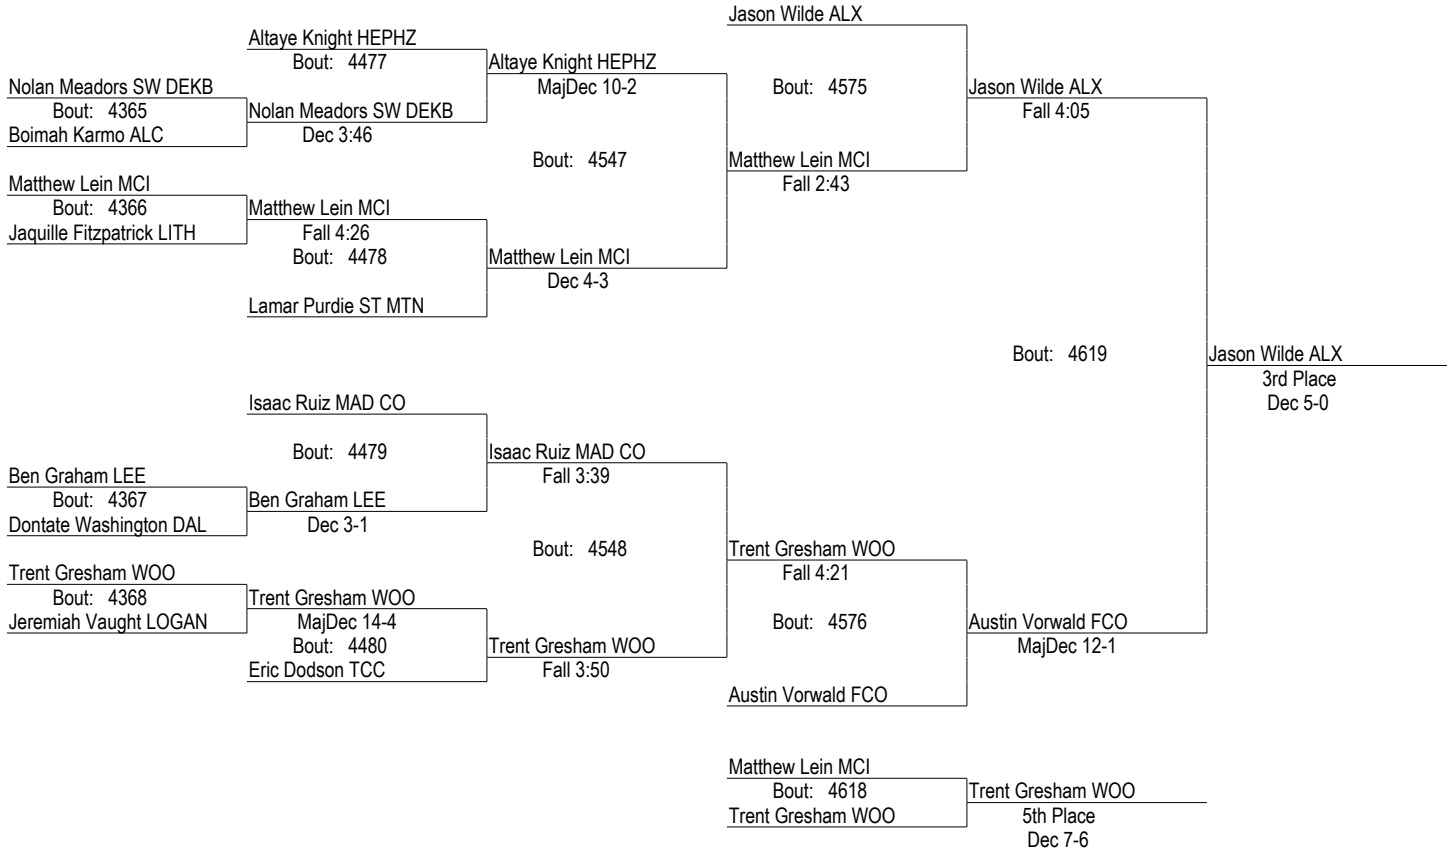 Jason Wilde ALX
Altaye Knight HEPHZ
Bout: 4477
Altaye Knight HEPHZ
MajDec 10-2
Nolan Meadors SW DEKB
Bout: 4365
Boimah Karmo ALC
Nolan Meadors SW DEKB
Dec 3:46
Bout: 4575
Jason Wilde ALX
Fall 4:05
Bout: 4547
Matthew Lein MCI
Fall 2:43
Matthew Lein MCI
Bout: 4366
Jaquille Fitzpatrick LITH
Matthew Lein MCI
Fall 4:26
Bout: 4478
Matthew Lein MCI
Dec 4-3
Lamar Purdie ST MTN
Bout: 4619
Jason Wilde ALX
3rd Place
Dec 5-0
Isaac Ruiz MAD CO
Bout: 4479
Isaac Ruiz MAD CO
Fall 3:39
Ben Graham LEE
Bout: 4367
Dontate Washington DAL
Ben Graham LEE
Dec 3-1
Bout: 4548
Trent Gresham WOO
Fall 4:21
Trent Gresham WOO
Bout: 4368
Jeremiah Vaught LOGAN
Trent Gresham WOO
MajDec 14-4
Bout: 4480
Eric Dodson TCC
Trent Gresham WOO
Fall 3:50
Bout: 4576
Austin Vorwald FCO
MajDec 12-1
Austin Vorwald FCO
Matthew Lein MCI
Bout: 4618
Trent Gresham WOO
Trent Gresham WOO
5th Place
Dec 7-6